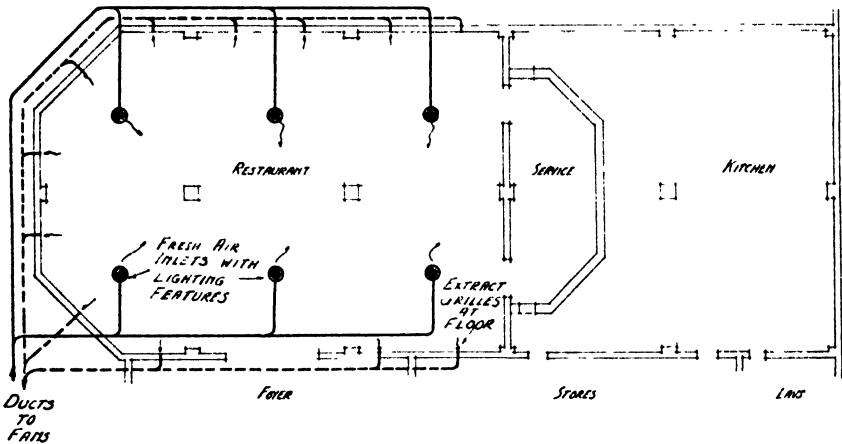 RESTAURANT
SERVICE
KITCHEN
FRESH AIR
INLETS WITH
LIGHTING
FEATURES
EXTRACT
GRILLES
AT
FLOOR
FOYER
STORES
LAVS
DUCTS
TO
FANS